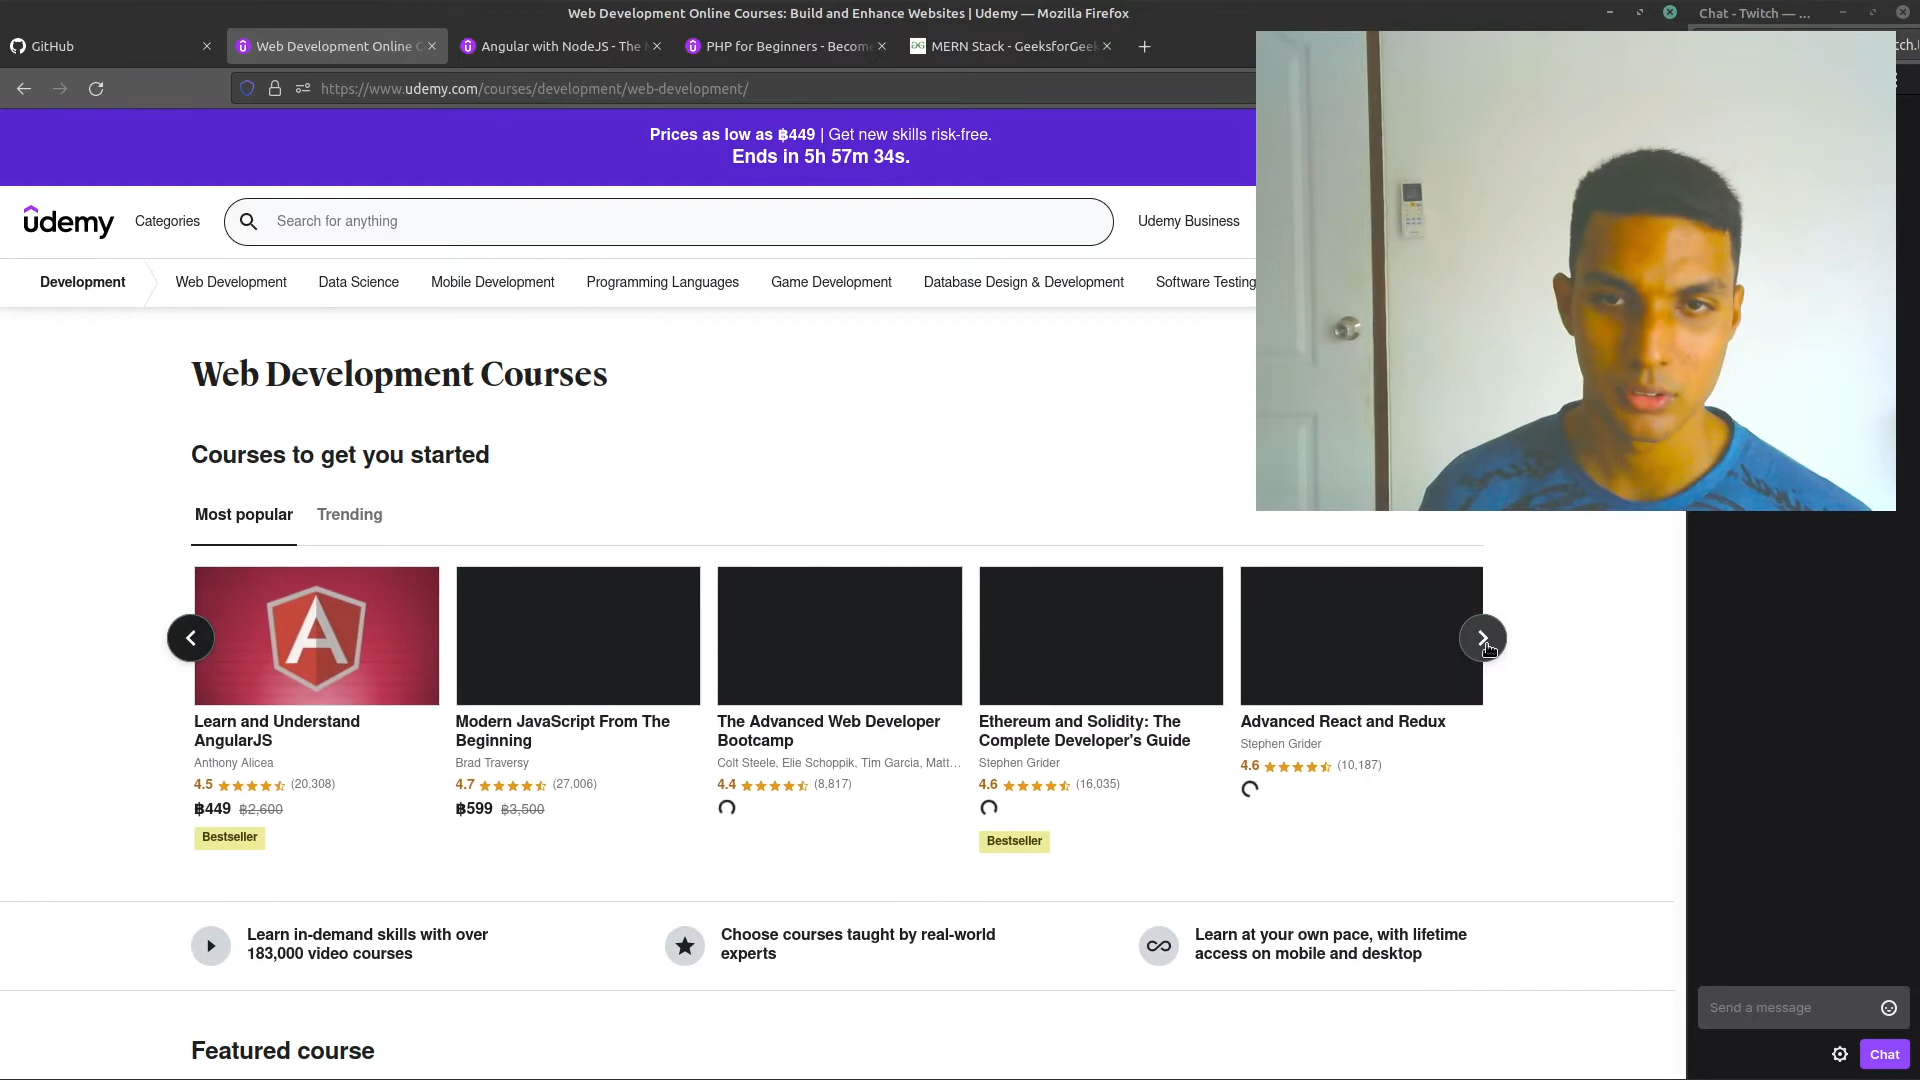 Web Development Online Courses: Build and Enhance Websites | Udemy — Mozilla Firefox
Chat - Twitch — ...
GitHub
Web Development Online C
Angular with NodeJS - The
PHP for Beginners - Becom
MERN Stack - GeeksforGeek
https://www.udemy.com/courses/development/web-development/
Prices as low as ฿449 | Get new skills risk-free.
Ends in 5h 57m 34s.
udemy
Categories
Search for anything
Udemy Business
Development
Web Development
Data Science
Mobile Development
Programming Languages
Game Development
Database Design & Development
Software Testing
Web Development Courses
Courses to get you started
Most popular
Trending
Learn and Understand
AngularJS
Anthony Alicea
4.5 (20,308)
฿449 ฿2,600
Bestseller
Modern JavaScript From The
Beginning
Brad Traversy
4.7 (27,006)
฿599 ฿3,500
The Advanced Web Developer
Bootcamp
Colt Steele, Elie Schoppik, Tim Garcia, Matt...
4.4 (8,817)
Ethereum and Solidity: The
Complete Developer's Guide
Stephen Grider
4.6 (16,035)
Bestseller
Advanced React and Redux
Stephen Grider
4.6 (10,187)
Learn in-demand skills with over
183,000 video courses
Choose courses taught by real-world
experts
Learn at your own pace, with lifetime
access on mobile and desktop
Featured course
Send a message
Chat